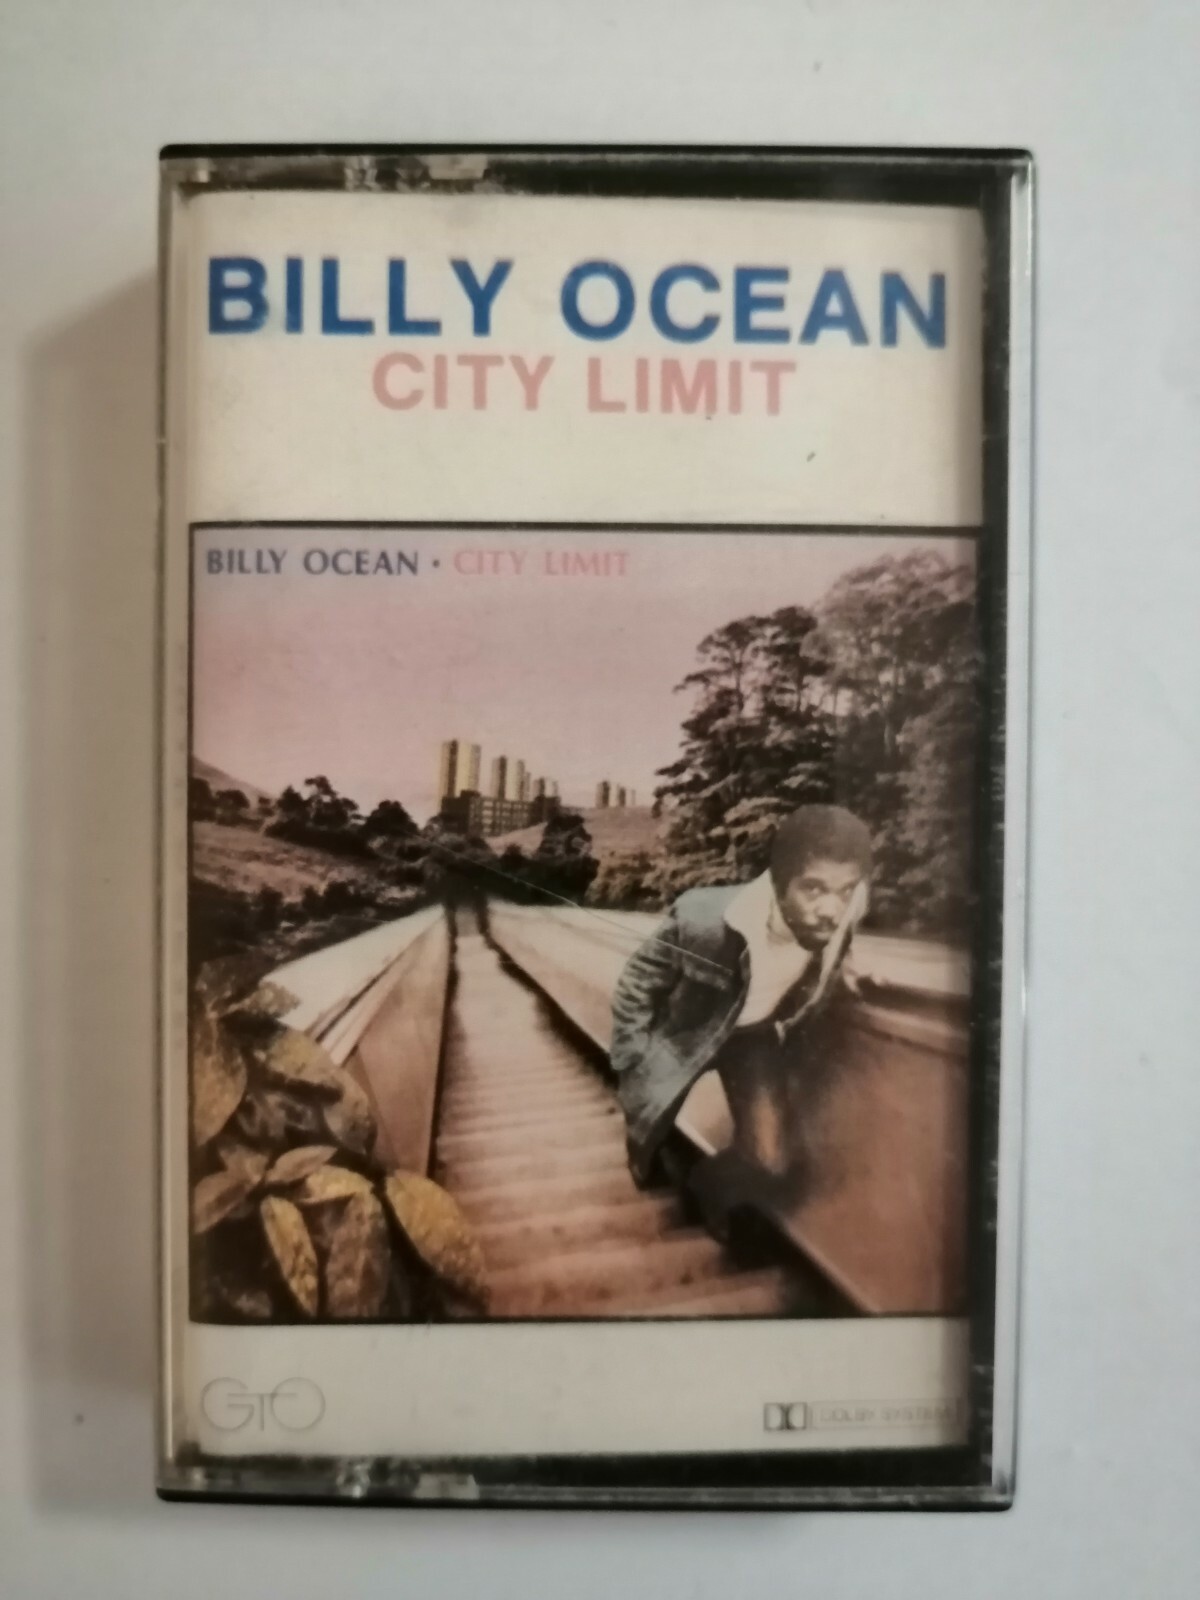 BILLY OCEAN
CITY LIMIT
BILLY OCEAN · CITY LIMIT
GTO
DOLBY SYSTEM